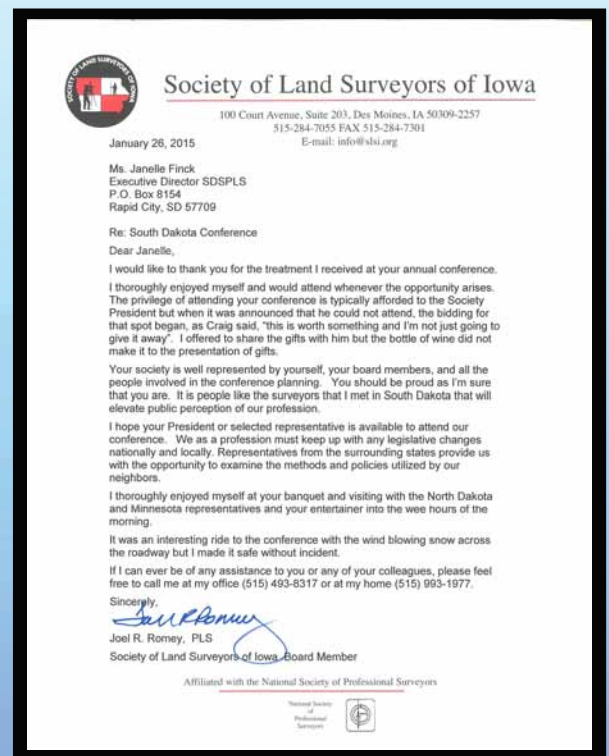 SOCIETY OF LAND SURVEYORS OF IOWA
Society of Land Surveyors of Iowa
100 Court Avenue, Suite 203, Des Moines, IA 50309-2257
515-284-7055 FAX 515-284-7301
E-mail: info@slsi.org
January 26, 2015
Ms. Janelle Finck
Executive Director SDSPLS
P.O. Box 8154
Rapid City, SD 57709
Re: South Dakota Conference
Dear Janelle,
I would like to thank you for the treatment I received at your annual conference.
I thoroughly enjoyed myself and would attend whenever the opportunity arises.
The privilege of attending your conference is typically afforded to the Society
President but when it was announced that he could not attend, the bidding for
that spot began, as Craig said, "this is worth something and I'm not just going to
give it away". I offered to share the gifts with him but the bottle of wine did not
make it to the presentation of gifts.
Your society is well represented by yourself, your board members, and all the
people involved in the conference planning. You should be proud as I'm sure
that you are. It is people like the surveyors that I met in South Dakota that will
elevate public perception of our profession.
I hope your President or selected representative is available to attend our
conference. We as a profession must keep up with any legislative changes
nationally and locally. Representatives from the surrounding states provide us
with the opportunity to examine the methods and policies utilized by our
neighbors.
I thoroughly enjoyed myself at your banquet and visiting with the North Dakota
and Minnesota representatives and your entertainer into the wee hours of the
morning.
It was an interesting ride to the conference with the wind blowing snow across
the roadway but I made it safe without incident.
If I can ever be of any assistance to you or any of your colleagues, please feel
free to call me at my office (515) 493-8317 or at my home (515) 993-1977.
Sincerely,
Joel R. Romey, PLS
Society of Land Surveyors of Iowa Board Member
Affiliated with the National Society of Professional Surveyors
National Society
of
Professional
Surveyors